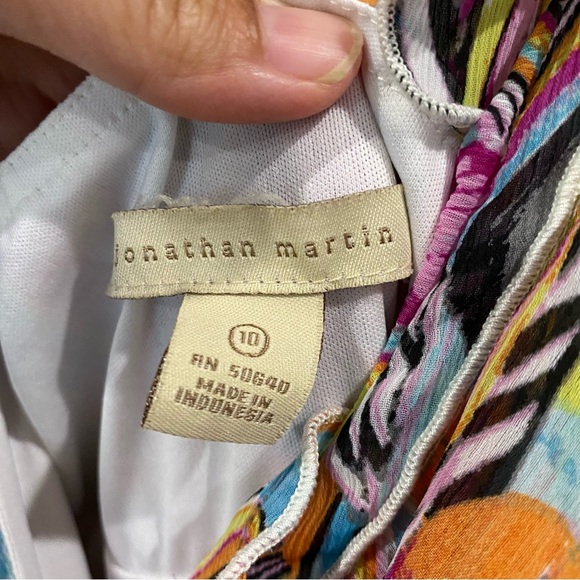 jonathan martin
10
RN 50640
MADE IN
INDONESIA